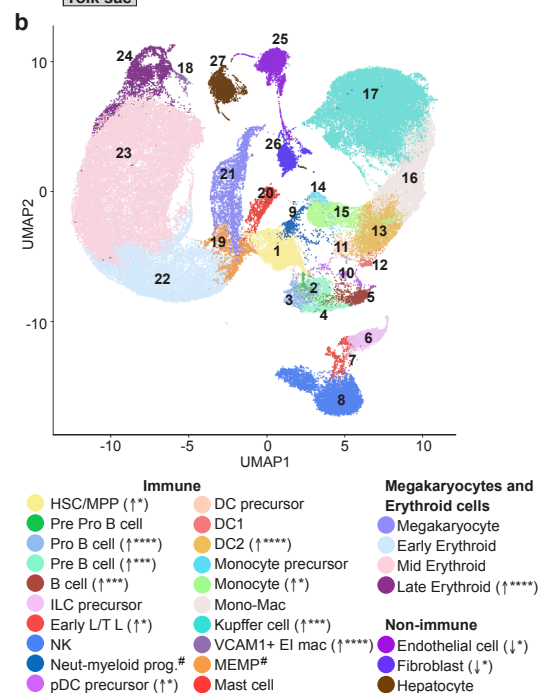 Yolk sac
b
25
24
18
27
10
17
23
26
16
21
14
20
0
9
15
UMAP2
19
13
11
1
12
22
10
2
5
3
4
-10
6
7
8
-10 -5 0 5 10
UMAP1
Immune
HSC/MPP (↑*)
Pre Pro B cell
Pro B cell (↑****)
Pre B cell (↑***)
B cell (↑***)
ILC precursor
Early L/T L (↑*)
NK
Neut-myeloid prog.#
pDC precursor (↑*)
DC precursor
DC1
DC2 (↑****)
Monocyte precursor
Monocyte (↑*)
Mono-Mac
Kupffer cell (↑***)
VCAM1+ EI mac (↑****)
MEMP#
Mast cell
Megakaryocytes and
Erythroid cells
Megakaryocyte
Early Erythroid
Mid Erythroid
Late Erythroid (↑****)
Non-immune
Endothelial cell (↓*)
Fibroblast (↓*)
Hepatocyte